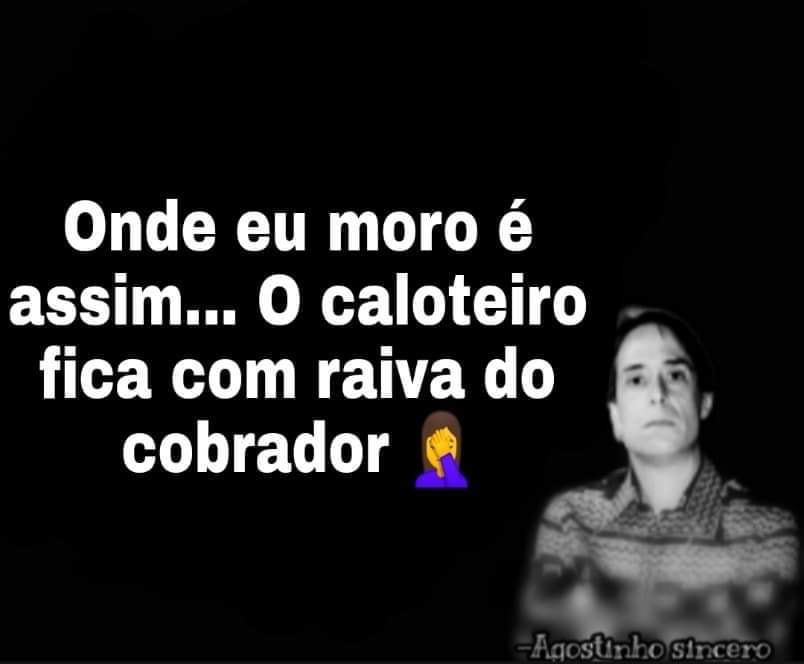 Onde eu moro é
assim... O caloteiro
fica com raiva do
cobrador 🤦‍♀️
-Agostinho sincero